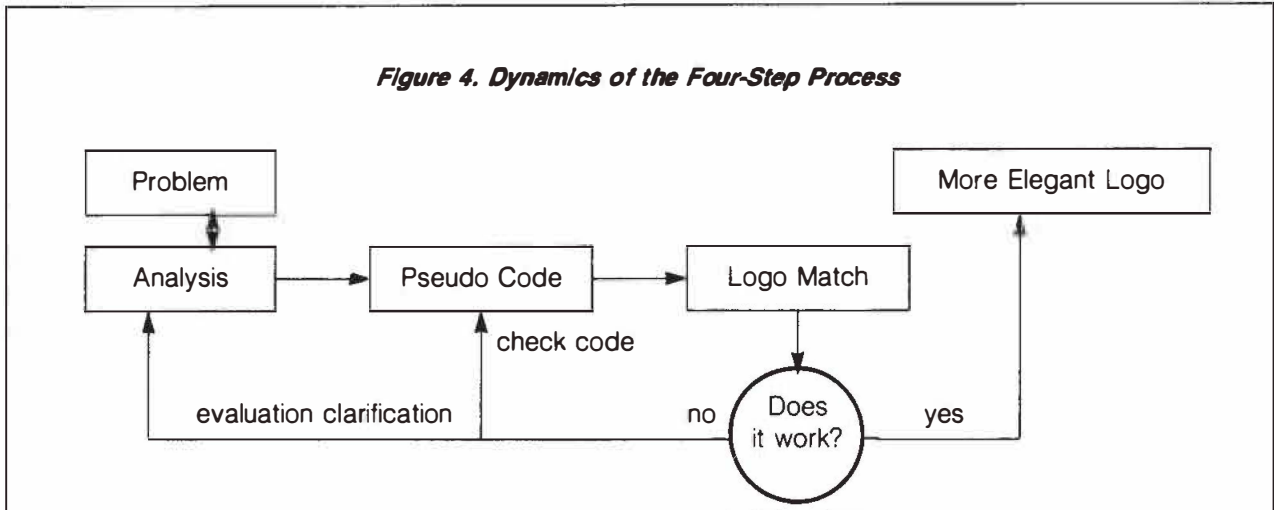 Figure 4. Dynamics of the Four-Step Process
Problem
More Elegant Logo
Analysis
Pseudo Code
Logo Match
check code
evaluation clarification
no
Does
it work?
yes